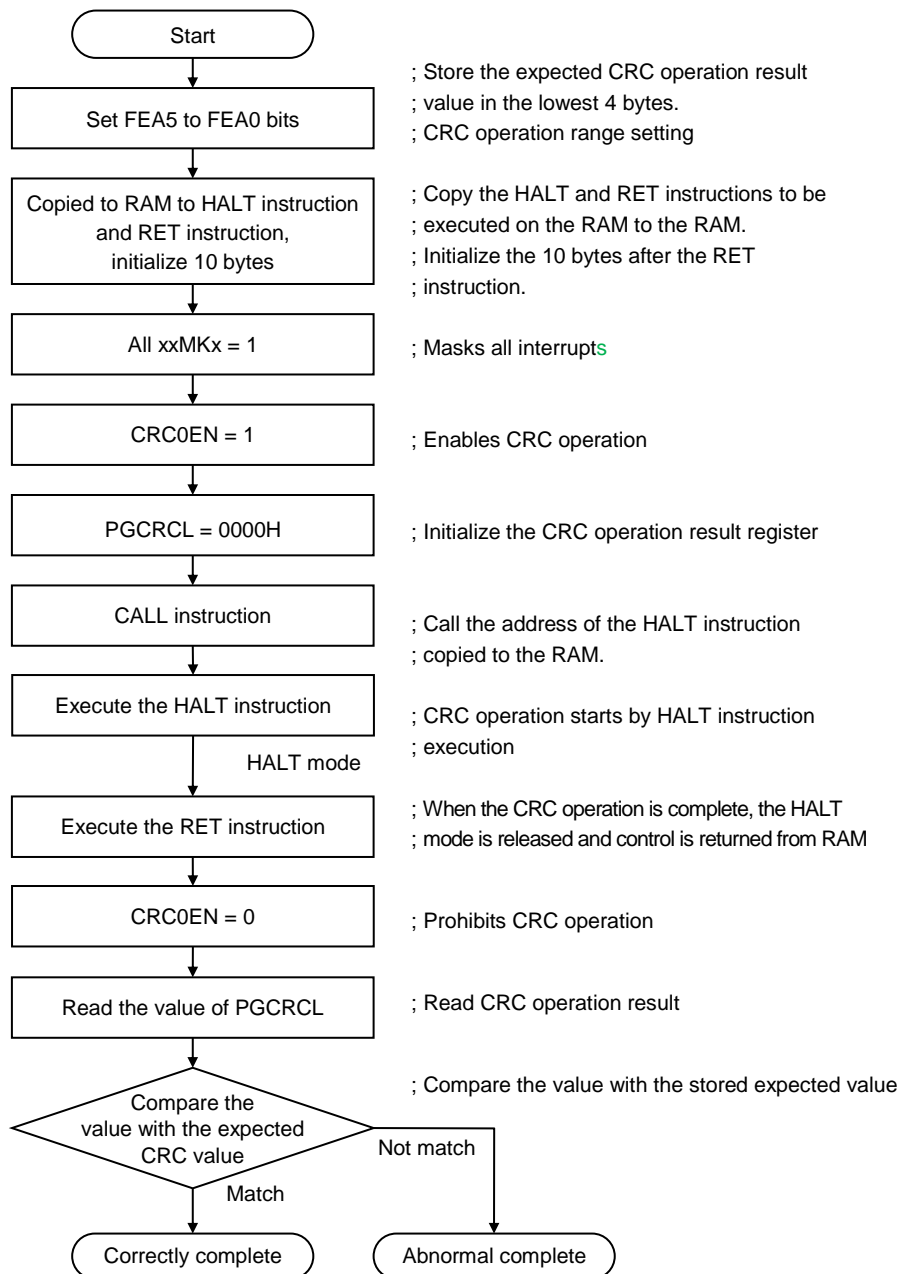 Start
; Store the expected CRC operation result
; value in the lowest 4 bytes.
Set FEA5 to FEA0 bits
; CRC operation range setting
Copied to RAM to HALT instruction
and RET instruction,
initialize 10 bytes
; Copy the HALT and RET instructions to be
; executed on the RAM to the RAM.
; Initialize the 10 bytes after the RET
; instruction.
All xxMKx = 1
; Masks all interrupts
CRC0EN = 1
; Enables CRC operation
PGCRCL = 0000H
; Initialize the CRC operation result register
CALL instruction
; Call the address of the HALT instruction
; copied to the RAM.
Execute the HALT instruction
; CRC operation starts by HALT instruction
; execution
HALT mode
Execute the RET instruction
; When the CRC operation is complete, the HALT
; mode is released and control is returned from RAM
CRC0EN = 0
; Prohibits CRC operation
Read the value of PGCRCL
; Read CRC operation result
; Compare the value with the stored expected value
Compare the
value with the expected
CRC value
Not match
Match
Correctly complete
Abnormal complete